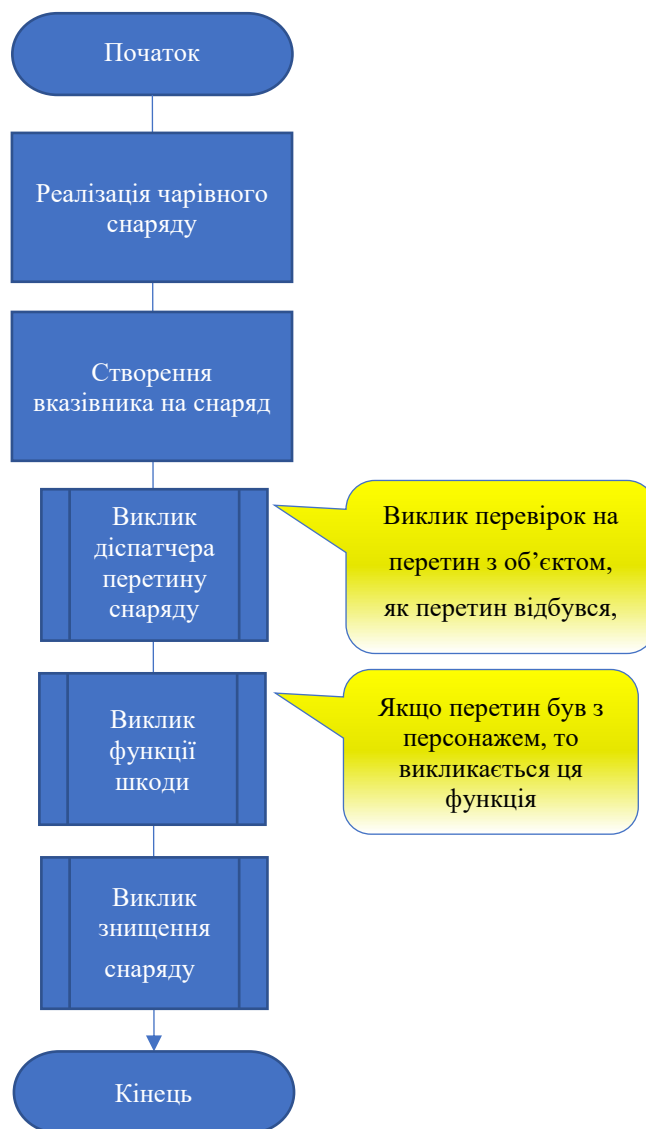 Початок
Реалізація чарівного
снаряду
Створення
вказівника на снаряд
Виклик
діспатчера
перетину
снаряду
Виклик перевірок на
перетин з об’єктом,
як перетин відбувся,
Виклик
функції
шкоди
Якщо перетин був з
персонажем, то
викликається ця
функція
Виклик
знищення
снаряду
Кінець